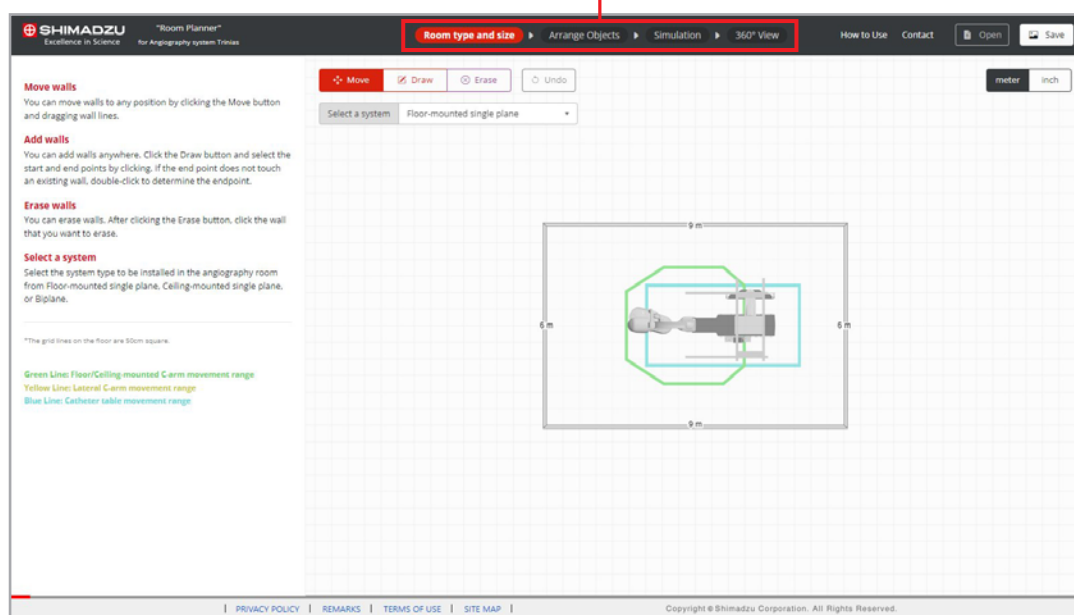 SHIMADZU
Excellence in Science
"Room Planner"
for Angiography system Trinias
Room type and size
Arrange Objects
Simulation
360° View
How to Use
Contact
Open
Save
Move walls
You can move walls to any position by clicking the Move button
and dragging wall lines.
Add walls
You can add walls anywhere. Click the Draw button and select the
start and end points by clicking. If the end point does not touch
an existing wall, double-click to determine the endpoint.
Erase walls
You can erase walls. After clicking the Erase button, click the wall
that you want to erase.
Select a system
Select the system type to be installed in the angiography room
from Floor-mounted single plane, Ceiling-mounted single plane,
or Biplane.
*The grid lines on the floor are 50cm square.
Green Line: Floor/Ceiling-mounted C-arm movement range
Yellow Line: Lateral C-arm movement range
Blue Line: Catheter table movement range
Move
Draw
Erase
Undo
meter
inch
Select a system
Floor-mounted single plane
9 m
6 m
6 m
9 m
PRIVACY POLICY
REMARKS
TERMS OF USE
SITE MAP
Copyright © Shimadzu Corporation. All Rights Reserved.